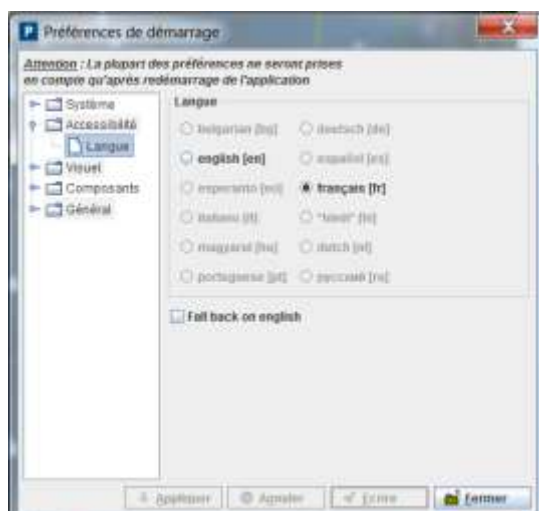 Préférences de démarrage
Attention : La plupart des préférences ne seront prises
en compte qu'après redémarrage de l'application
Système
Accessibilité
Langue
Visuel
Composants
Général
Langue
bulgarian [bg]
deutsch [de]
english [en]
español [es]
esperanto [eo]
français [fr]
italiano [it]
magyarul [hu]
dutch [nl]
portuguese [pt]
русский [ru]
Fall back on english
Appliquer
Annuler
Ecrire
Fermer